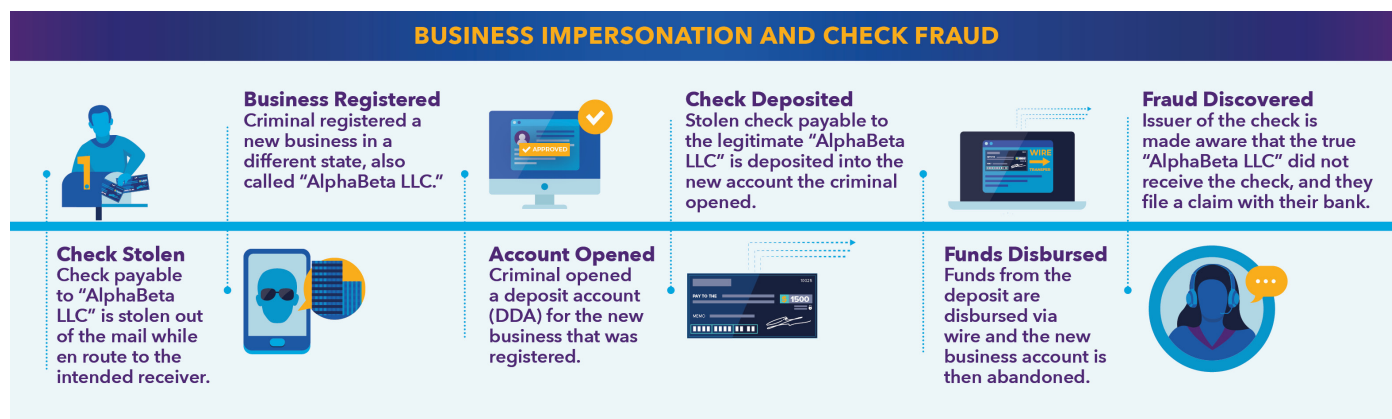 BUSINESS IMPERSONATION AND CHECK FRAUD
1
Check Stolen
Check payable
to “AlphaBeta
LLC” is stolen out
of the mail while
en route to the
intended receiver.
Business Registered
Criminal registered a
new business in a
different state, also
called “AlphaBeta LLC.”
APPROVED
Account Opened
Criminal opened
a deposit account
(DDA) for the new
business that was
registered.
Check Deposited
Stolen check payable to
the legitimate “AlphaBeta
LLC” is deposited into the
new account the criminal
opened.
PAY TO THE
1500
MEMO
WIRE
TRANSFER
Funds Disbursed
Funds from the
deposit are
disbursed via
wire and the new
business account is
then abandoned.
Fraud Discovered
Issuer of the check is
made aware that the true
“AlphaBeta LLC” did not
receive the check, and they
file a claim with their bank.